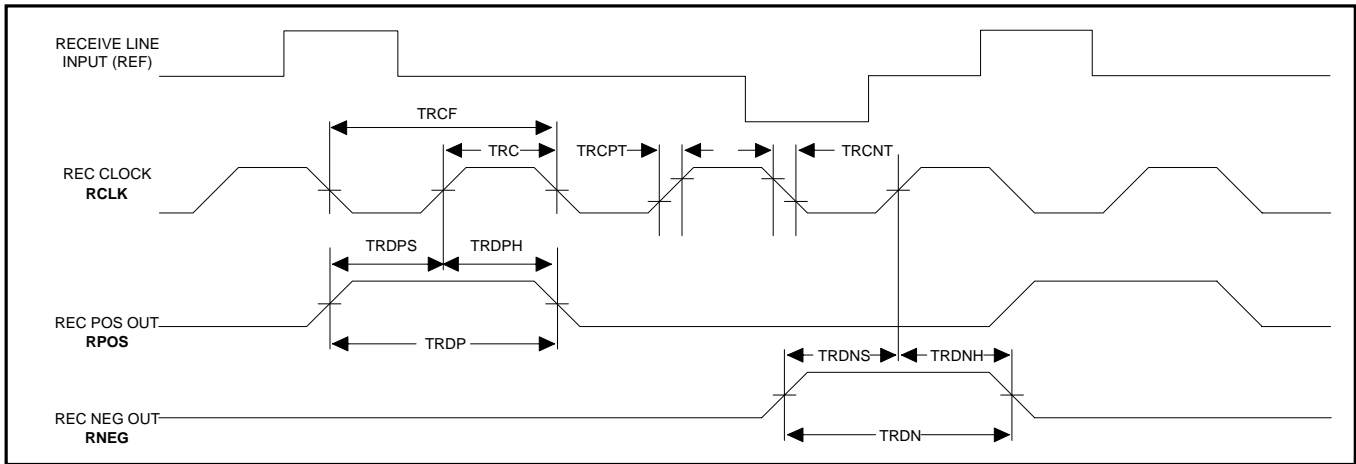 RECEIVE LINE
INPUT (REF)
TRCF
TRC
TRCPT
TRCNT
REC CLOCK
RCLK
TRDPS
TRDPH
REC POS OUT
RPOS
TRDP
TRDNS
TRDNH
REC NEG OUT
RNEG
TRDN